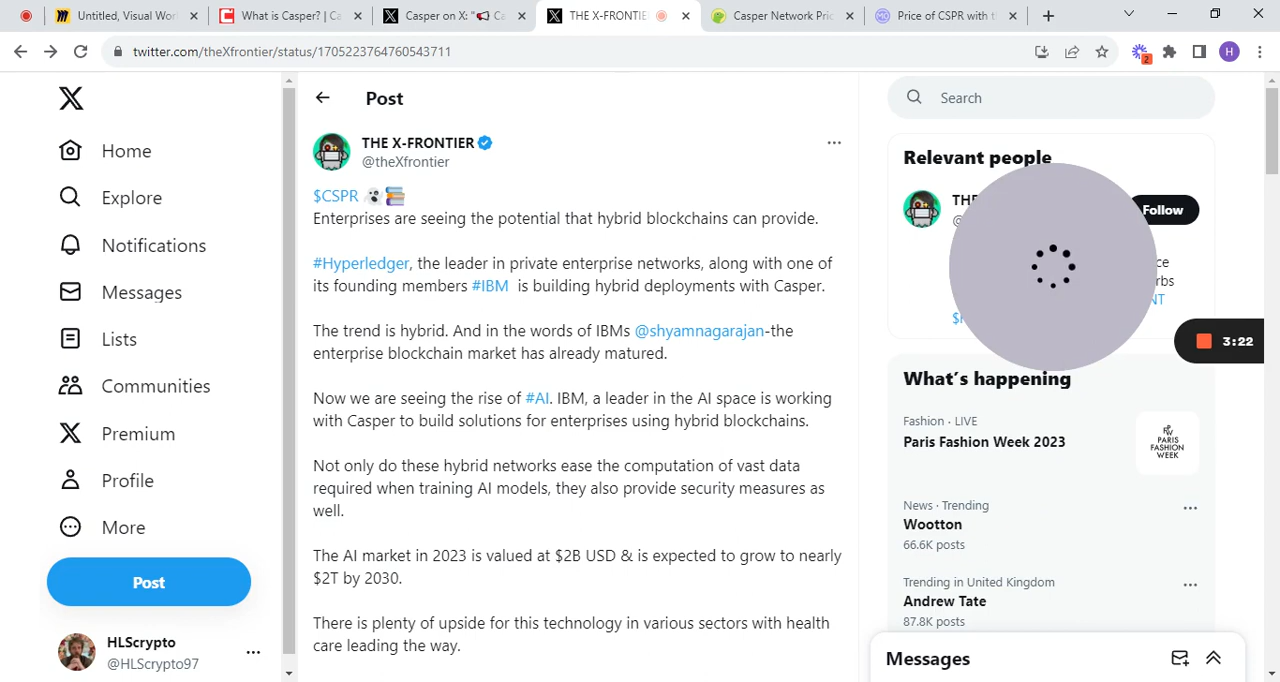 Untitled, Visual Wor
What is Casper? | Ca
Casper on X: "📢 Ca
THE X-FRONTIE
Casper Network Pric
Price of CSPR with t
twitter.com/theXfrontier/status/1705223764760543711
2
H
Home
Explore
Notifications
Messages
Lists
Communities
Premium
Profile
More
Post
HLScrypto
@HLScrypto97
Post
THE X-FRONTIER
@theXfrontier
$CSPR
Enterprises are seeing the potential that hybrid blockchains can provide.
#Hyperledger, the leader in private enterprise networks, along with one of
its founding members #IBM is building hybrid deployments with Casper.
The trend is hybrid. And in the words of IBMs @shyamnagarajan-the
enterprise blockchain market has already matured.
Now we are seeing the rise of #AI. IBM, a leader in the AI space is working
with Casper to build solutions for enterprises using hybrid blockchains.
Not only do these hybrid networks ease the computation of vast data
required when training AI models, they also provide security measures as
well.
The AI market in 2023 is valued at $2B USD & is expected to grow to nearly
$2T by 2030.
There is plenty of upside for this technology in various sectors with health
care leading the way.
Search
Relevant people
THE
@
Follow
ce
rbs
NT
3:22
What's happening
Fashion · LIVE
Paris Fashion Week 2023
PARIS
FASHION
WEEK
News · Trending
Wootton
66.6K posts
Trending in United Kingdom
Andrew Tate
87.8K posts
Messages